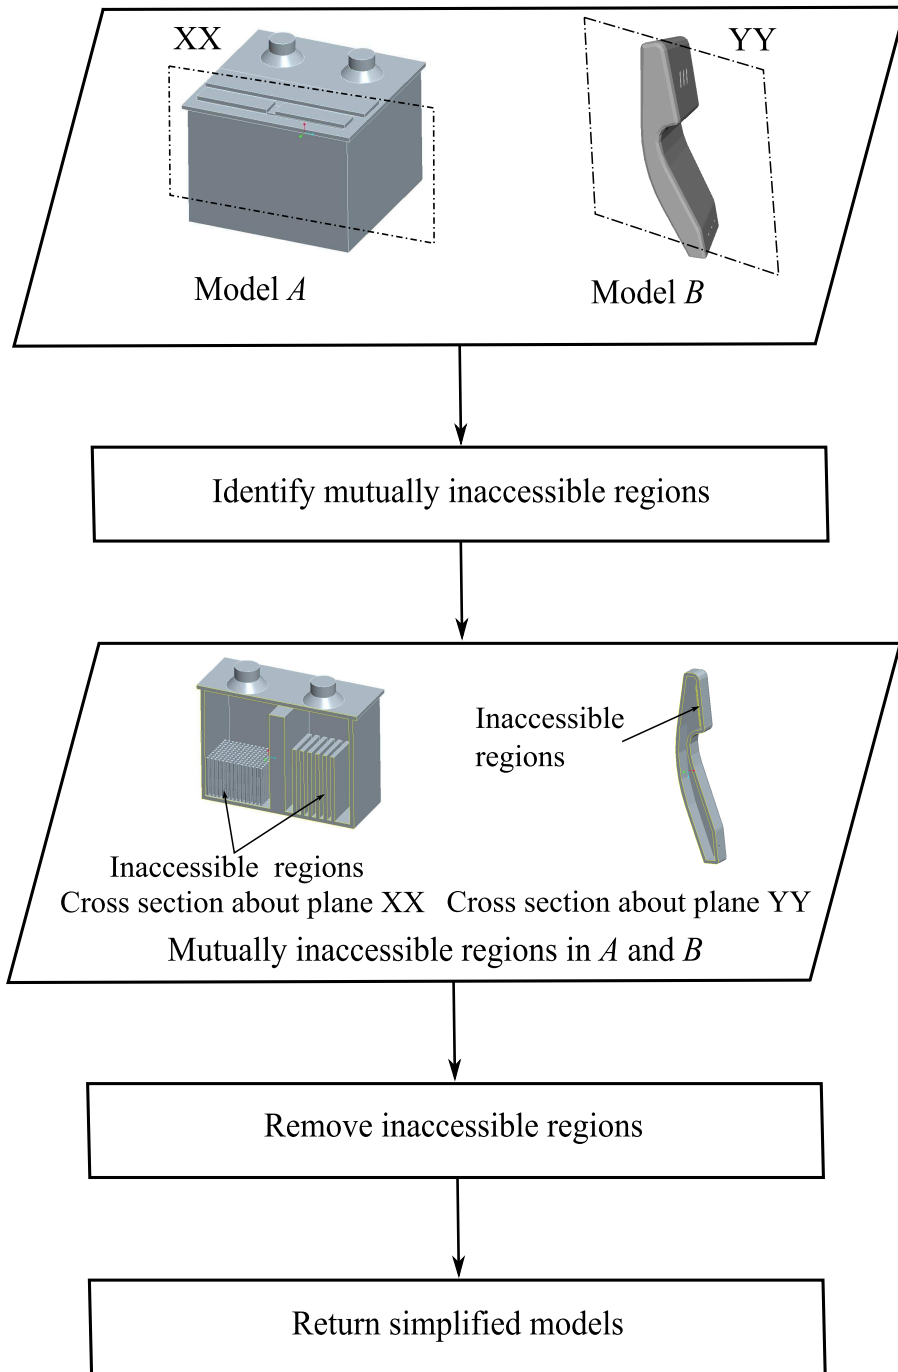 XX
YY
Model A
Model B
Identify mutually inaccessible regions
Inaccessible
regions
Inaccessible regions
Cross section about plane XX
Cross section about plane YY
Mutually inaccessible regions in A and B
Remove inaccessible regions
Return simplified models